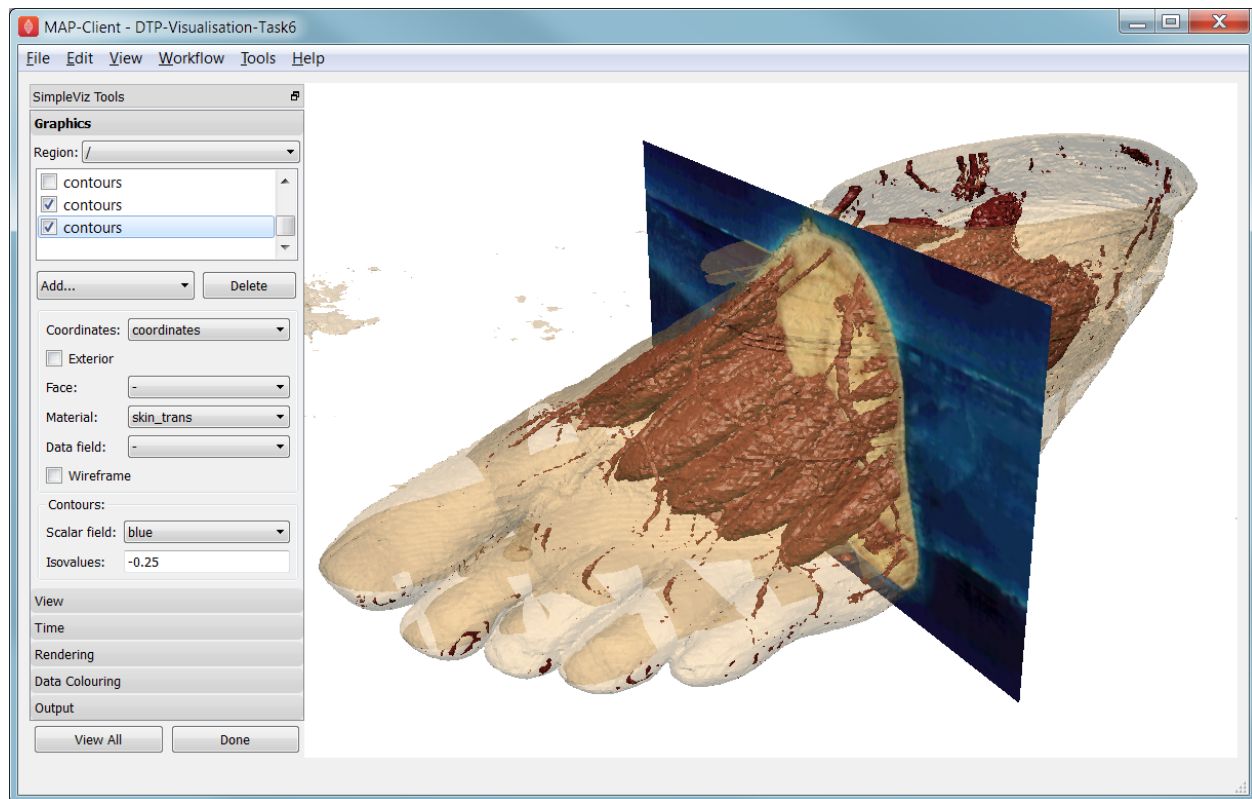 MAP-Client - DTP-Visualisation-Task6
File Edit View Workflow Tools Help
SimpleViz Tools
Graphics
Region: /
contours
contours
contours
Add... Delete
Coordinates: coordinates
Exterior
Face: -
Material: skin_trans
Data field: -
Wireframe
Contours:
Scalar field: blue
Isovalues: -0.25
View
Time
Rendering
Data Colouring
Output
View All Done